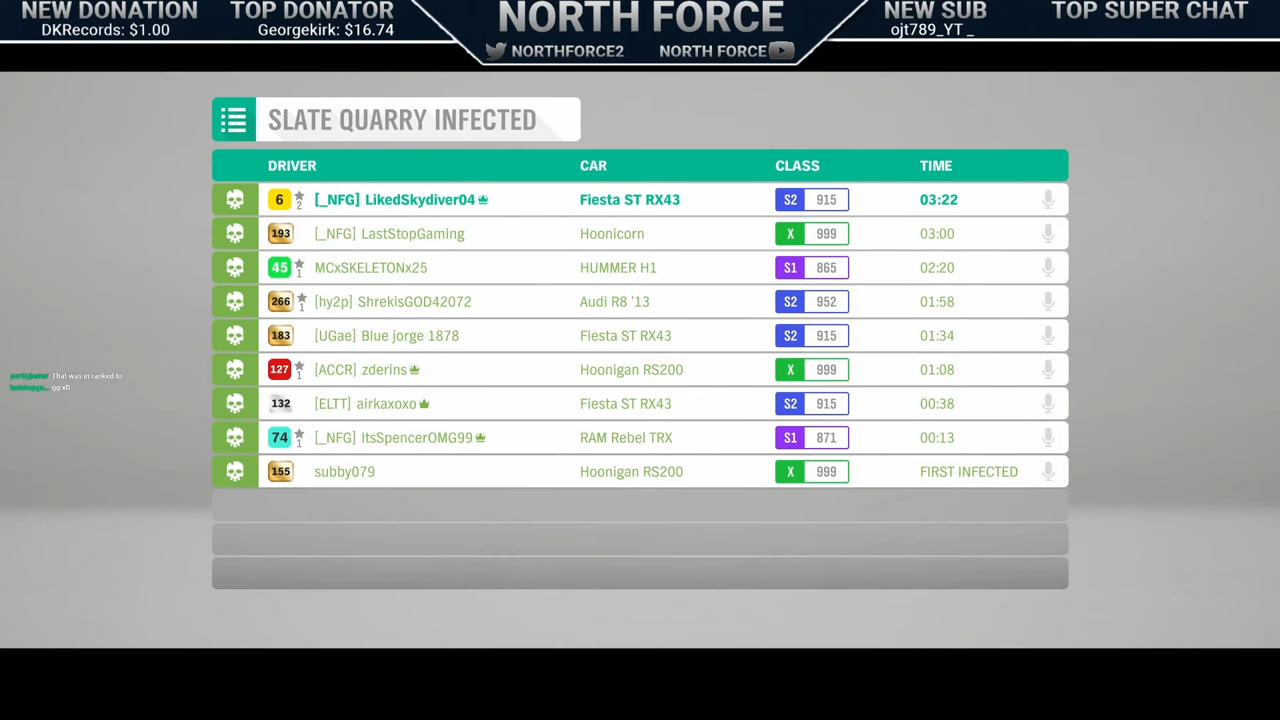 NEW DONATION
DKRecords: $1.00
TOP DONATOR
Georgekirk: $16.74
NORTH FORCE
NORTHFORCE2 NORTH FORCE
NEW SUB
ojt789_YT _
TOP SUPER CHAT
SLATE QUARRY INFECTED
DRIVER CAR CLASS TIME
6 2 [_NFG] LikedSkydiver04 Fiesta ST RX43 S2 915 03:22
193 [_NFG] LastStopGaming Hoonicorn X 999 03:00
45 1 MCxSKELETONx25 HUMMER H1 S1 865 02:20
266 1 [hy2p] ShrekisGOD42072 Audi R8 '13 S2 952 01:58
183 [UGae] Blue jorge 1878 Fiesta ST RX43 S2 915 01:34
127 1 [ACCR] zderins Hoonigan RS200 X 999 01:08
132 [ELTT] airkaxoxo Fiesta ST RX43 S2 915 00:38
74 1 [_NFG] ItsSpencerOMG99 RAM Rebel TRX S1 871 00:13
155 subby079 Hoonigan RS200 X 999 FIRST INFECTED
That was in ranked to
gg xD